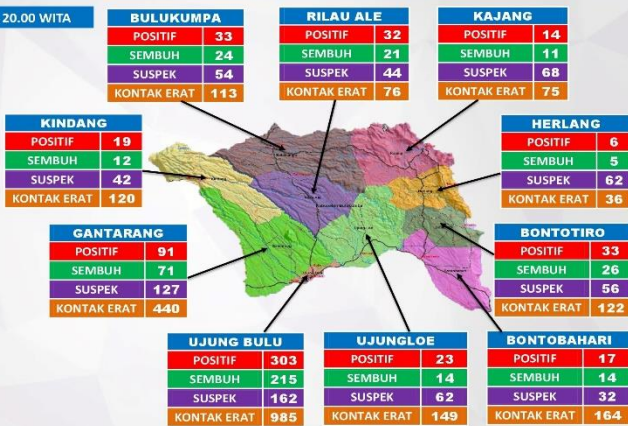 20.00 WITA
BULUKUMPA
POSITIF 33
SEMBUH 24
SUSPEK 54
KONTAK ERAT 113
RILAU ALE
POSITIF 32
SEMBUH 21
SUSPEK 44
KONTAK ERAT 76
KAJANG
POSITIF 14
SEMBUH 11
SUSPEK 68
KONTAK ERAT 75
KINDANG
POSITIF 19
SEMBUH 12
SUSPEK 42
KONTAK ERAT 120
HERLANG
POSITIF 6
SEMBUH 5
SUSPEK 62
KONTAK ERAT 36
GANTARANG
POSITIF 91
SEMBUH 71
SUSPEK 127
KONTAK ERAT 440
BONTOTIRO
POSITIF 33
SEMBUH 26
SUSPEK 56
KONTAK ERAT 122
UJUNG BULU
POSITIF 303
SEMBUH 215
SUSPEK 162
KONTAK ERAT 985
UJUNGLOE
POSITIF 23
SEMBUH 14
SUSPEK 62
KONTAK ERAT 149
BONTOBAHARI
POSITIF 17
SEMBUH 14
SUSPEK 32
KONTAK ERAT 164